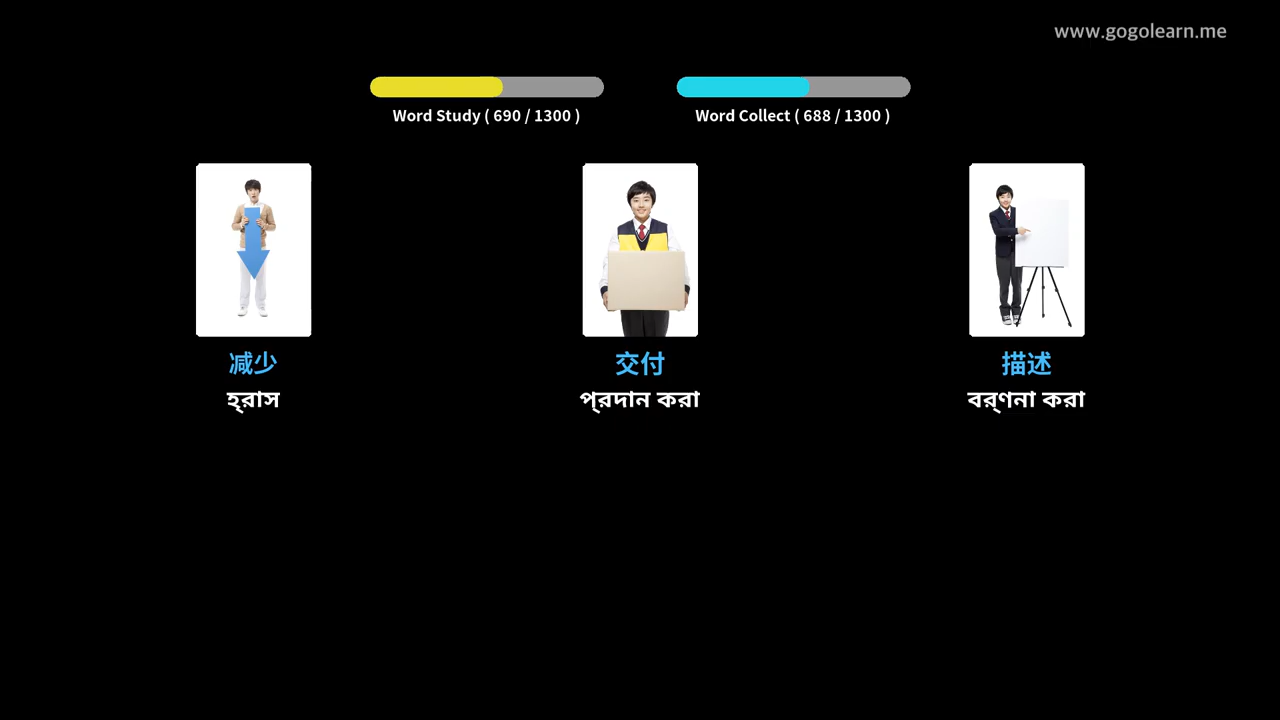 www.gogolearn.me
Word Study ( 690 / 1300 )
Word Collect ( 688 / 1300 )
减少
交付
描述
হ্রাস
প্রদান করা
বর্ণনা করা